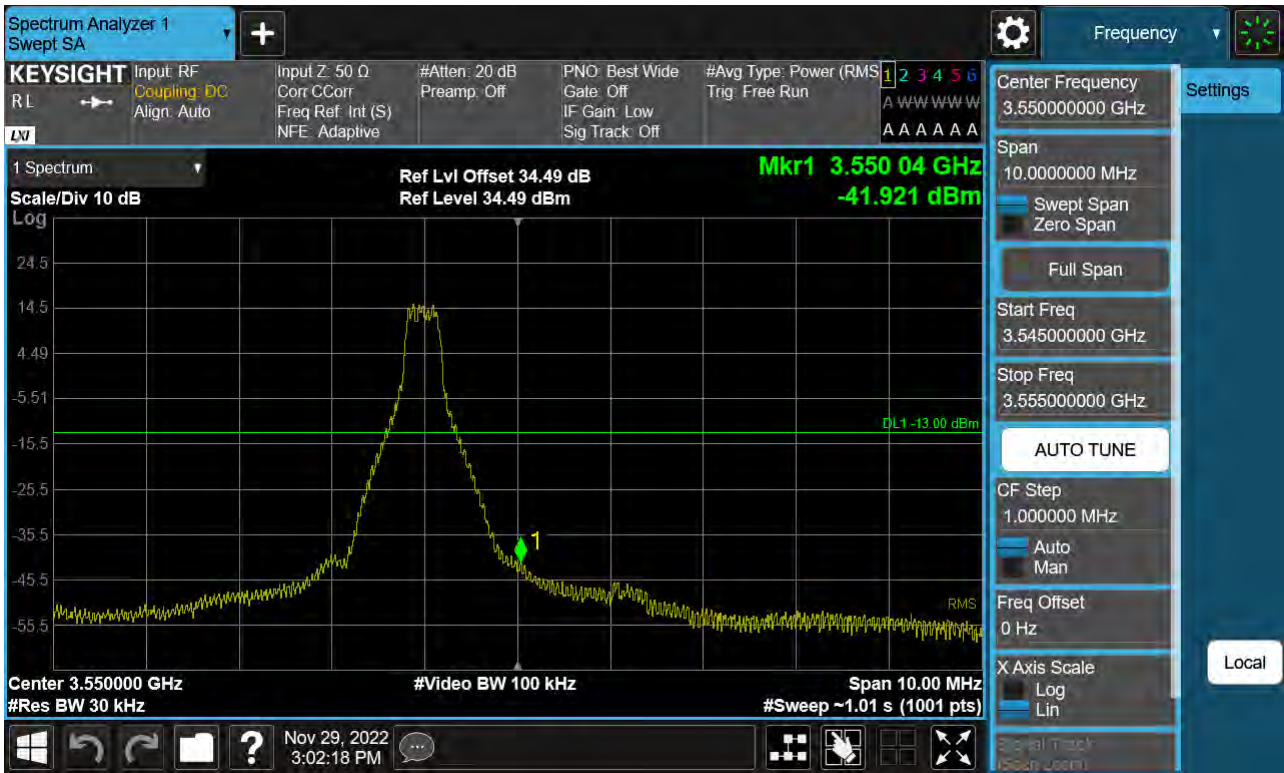 Spectrum Analyzer 1
Swept SA
+
Frequency
KEYSIGHT
RL
LXI
Input: RF
Coupling: DC
Align: Auto
Input Z: 50 Ω
Corr CCorr
Freq Ref: Int (S)
NFE: Adaptive
#Atten: 20 dB
Preamp: Off
PNO: Best Wide
Gate: Off
IF Gain: Low
Sig Track: Off
#Avg Type: Power (RMS
Trig: Free Run
1 2 3 4 5 6
A W W W W W
A A A A A A
1 Spectrum
Scale/Div 10 dB
Log
Ref Lvl Offset 34.49 dB
Ref Level 34.49 dBm
Mkr1 3.550 04 GHz
-41.921 dBm
24.5
14.5
4.49
-5.51
-15.5
-25.5
-35.5
-45.5
-55.5
DL1 -13.00 dBm
1
RMS
Center 3.550000 GHz
#Res BW 30 kHz
#Video BW 100 kHz
Span 10.00 MHz
#Sweep ~1.01 s (1001 pts)
Center Frequency
3.550000000 GHz
Settings
Span
10.0000000 MHz
Swept Span
Zero Span
Full Span
Start Freq
3.545000000 GHz
Stop Freq
3.555000000 GHz
AUTO TUNE
CF Step
1.000000 MHz
Auto
Man
Freq Offset
0 Hz
X Axis Scale
Log
Lin
Local
Signal Track
(Span Zoom)
?
Nov 29, 2022
3:02:18 PM